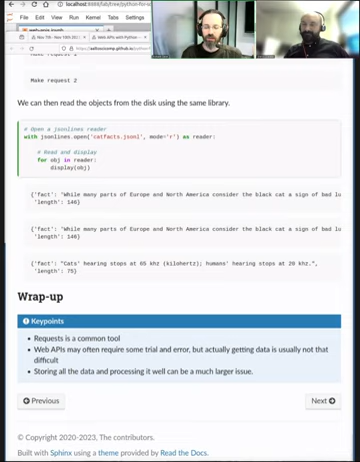 localhost:8888/lab/tree/python-for-s
File Edit View Run Kernel Tabs Settings
Make request 2
We can then read the objects from the disk using the same library.
# Open a jsonlines reader
with jsonlines.open('catfacts.jsonl', mode='r') as reader:
# Read and display
for obj in reader:
display(obj)
{'fact': 'While many parts of Europe and North America consider the black cat a sign of bad lu
'length': 146}
{'fact': 'While many parts of Europe and North America consider the black cat a sign of bad lu
'length': 146}
{'fact': "Cats' hearing stops at 65 khz (kilohertz); humans' hearing stops at 20 khz.",
'length': 75}
Wrap-up
Keypoints
• Requests is a common tool
• Web APIs may often require some trial and error, but actually getting data is usually not that
difficult
• Storing all the data and processing it well can be a much larger issue.
Previous
Next
© Copyright 2020-2023, The contributors.
Built with Sphinx using a theme provided by Read the Docs.